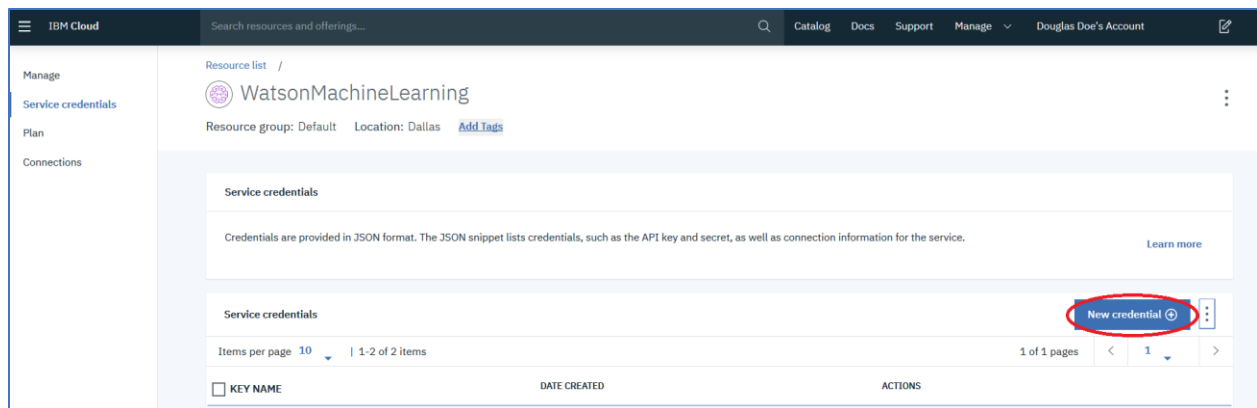 IBM Cloud Search resources and offerings... Catalog Docs Support Manage Douglas Doe's Account
Manage
Service credentials
Plan
Connections
Resource list /
WatsonMachineLearning
Resource group: Default Location: Dallas Add Tags
Service credentials
Credentials are provided in JSON format. The JSON snippet lists credentials, such as the API key and secret, as well as connection information for the service.
Learn more
Service credentials New credential
Items per page 10 | 1-2 of 2 items 1 of 1 pages < 1 >
KEY NAME DATE CREATED ACTIONS